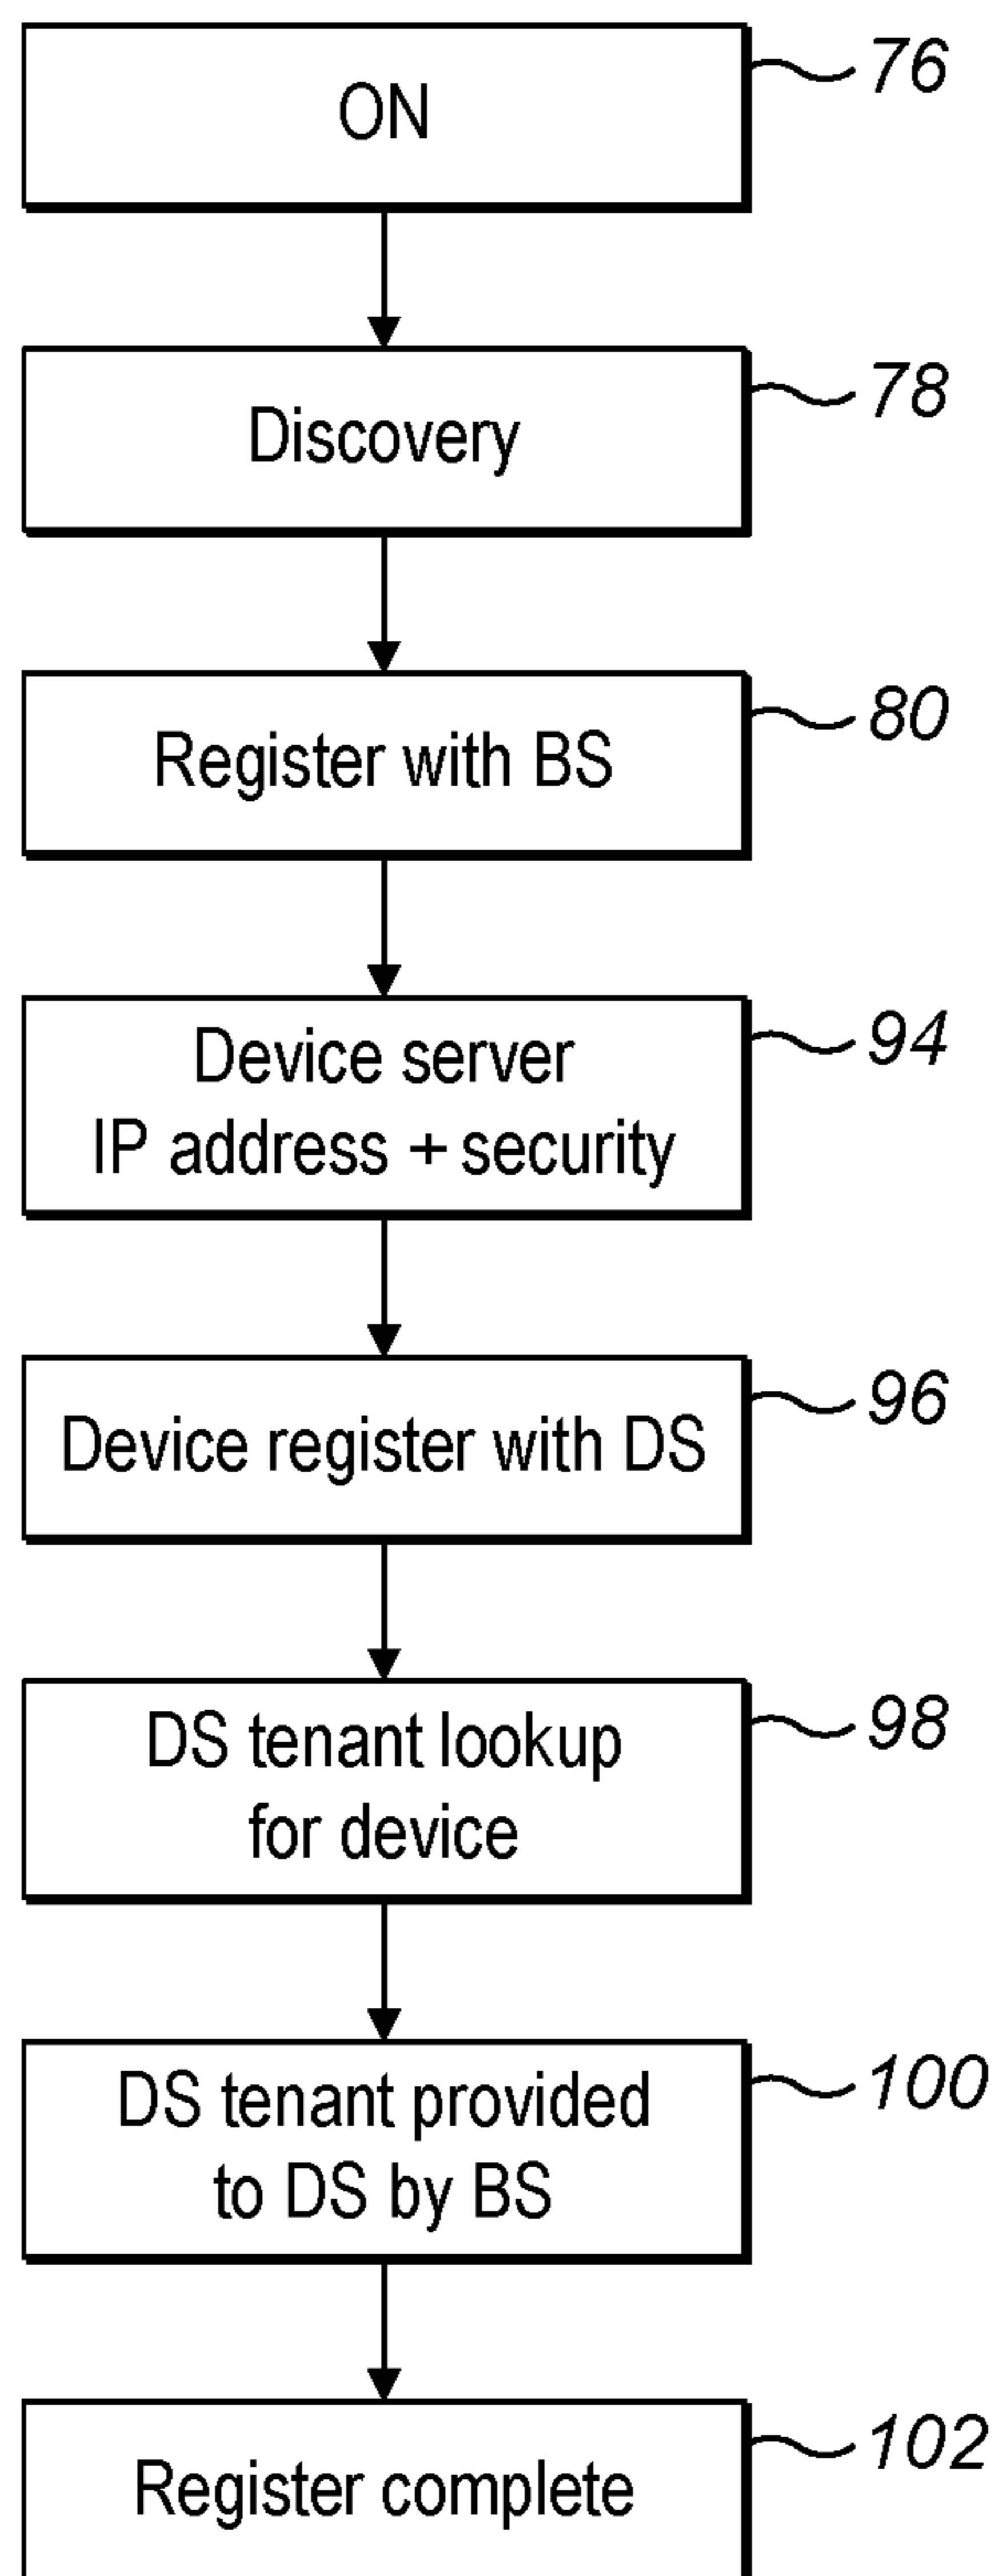 ON
76
Discovery
78
Register with BS
80
Device server
IP address + security
94
Device register with DS
96
DS tenant lookup
for device
98
DS tenant provided
to DS by BS
100
Register complete
102